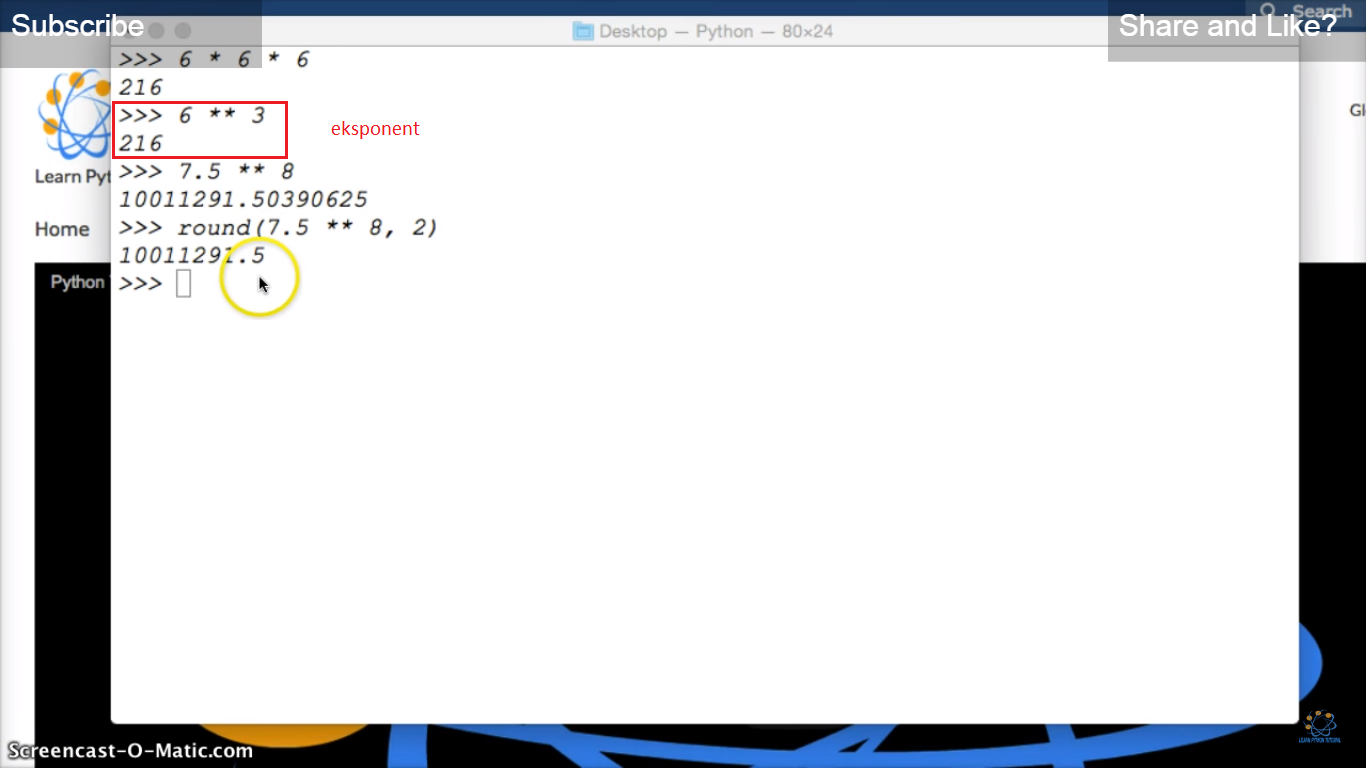 Subscribe
Search
Share and Like?
Desktop — Python — 80×24
>>> 6 * 6 * 6
216
>>> 6 ** 3
eksponent
216
>>> 7.5 ** 8
10011291.50390625
>>> round(7.5 ** 8, 2)
10011291.5
>>>
Learn Pyt
Home
Gl
Python
LEARN PYTHON TUTORIAL
Screencast-O-Matic.com